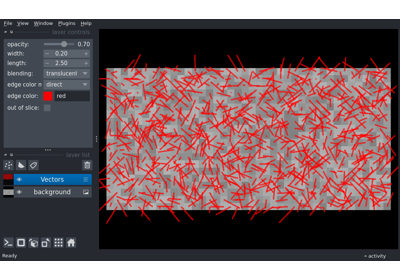 File View Window Plugins Help
layer controls
opacity: 0.70
width: 0.20
length: 2.50
blending: translucent
edge color m direct
edge color: red
out of slice:
layer list
Vectors
background
Ready
activity